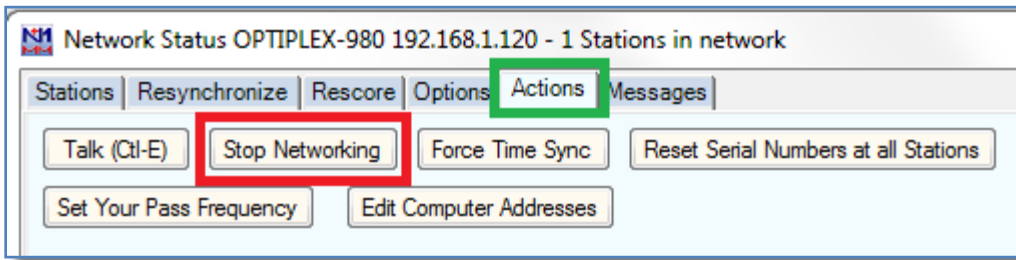 Network Status OPTIPLEX-980 192.168.1.120 - 1 Stations in network
Stations Resynchronize Rescore Options Actions Messages
Talk (Ctl-E) Stop Networking Force Time Sync Reset Serial Numbers at all Stations
Set Your Pass Frequency Edit Computer Addresses